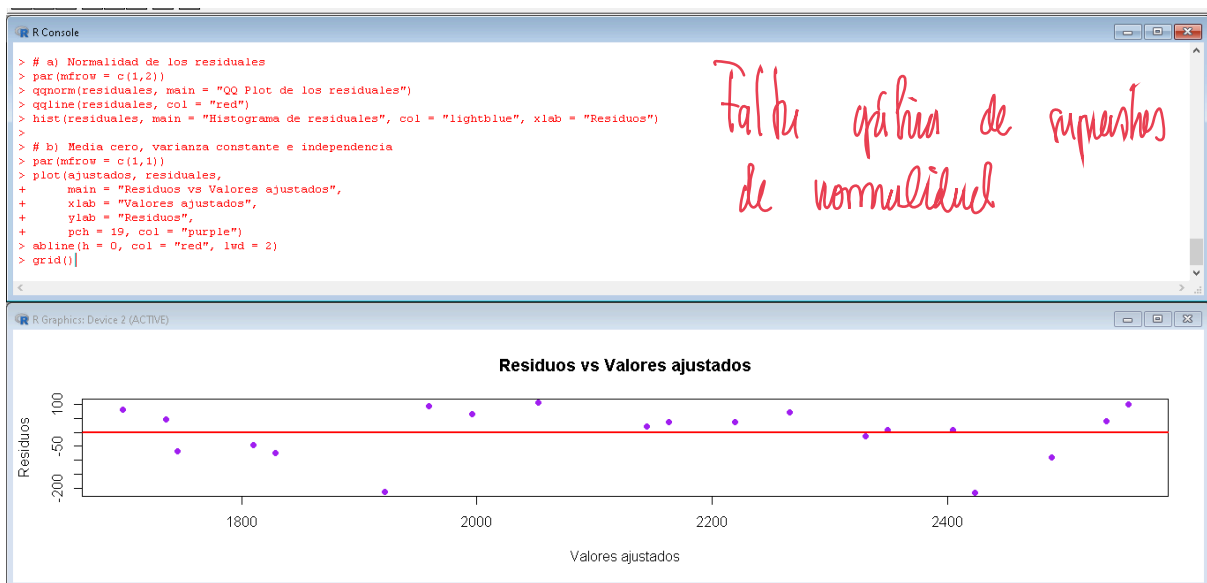 R Console
> # a) Normalidad de los residuales
> par(mfrow = c(1,2))
> qqnorm(residuales, main = "QQ Plot de los residuales")
> qqline(residuales, col = "red")
> hist(residuales, main = "Histograma de residuales", col = "lightblue", xlab = "Residuos")
>
> # b) Media cero, varianza constante e independencia
> par(mfrow = c(1,1))
> plot(ajustados, residuales,
+ main = "Residuos vs Valores ajustados",
+ xlab = "Valores ajustados",
+ ylab = "Residuos",
+ pch = 19, col = "purple")
> abline(h = 0, col = "red", lwd = 2)
> grid()
Falta gráfica de supuestos
de normalidad
R Graphics: Device 2 (ACTIVE)
Residuos vs Valores ajustados
Residuos
100
-50
-200
1800 2000 2200 2400
Valores ajustados